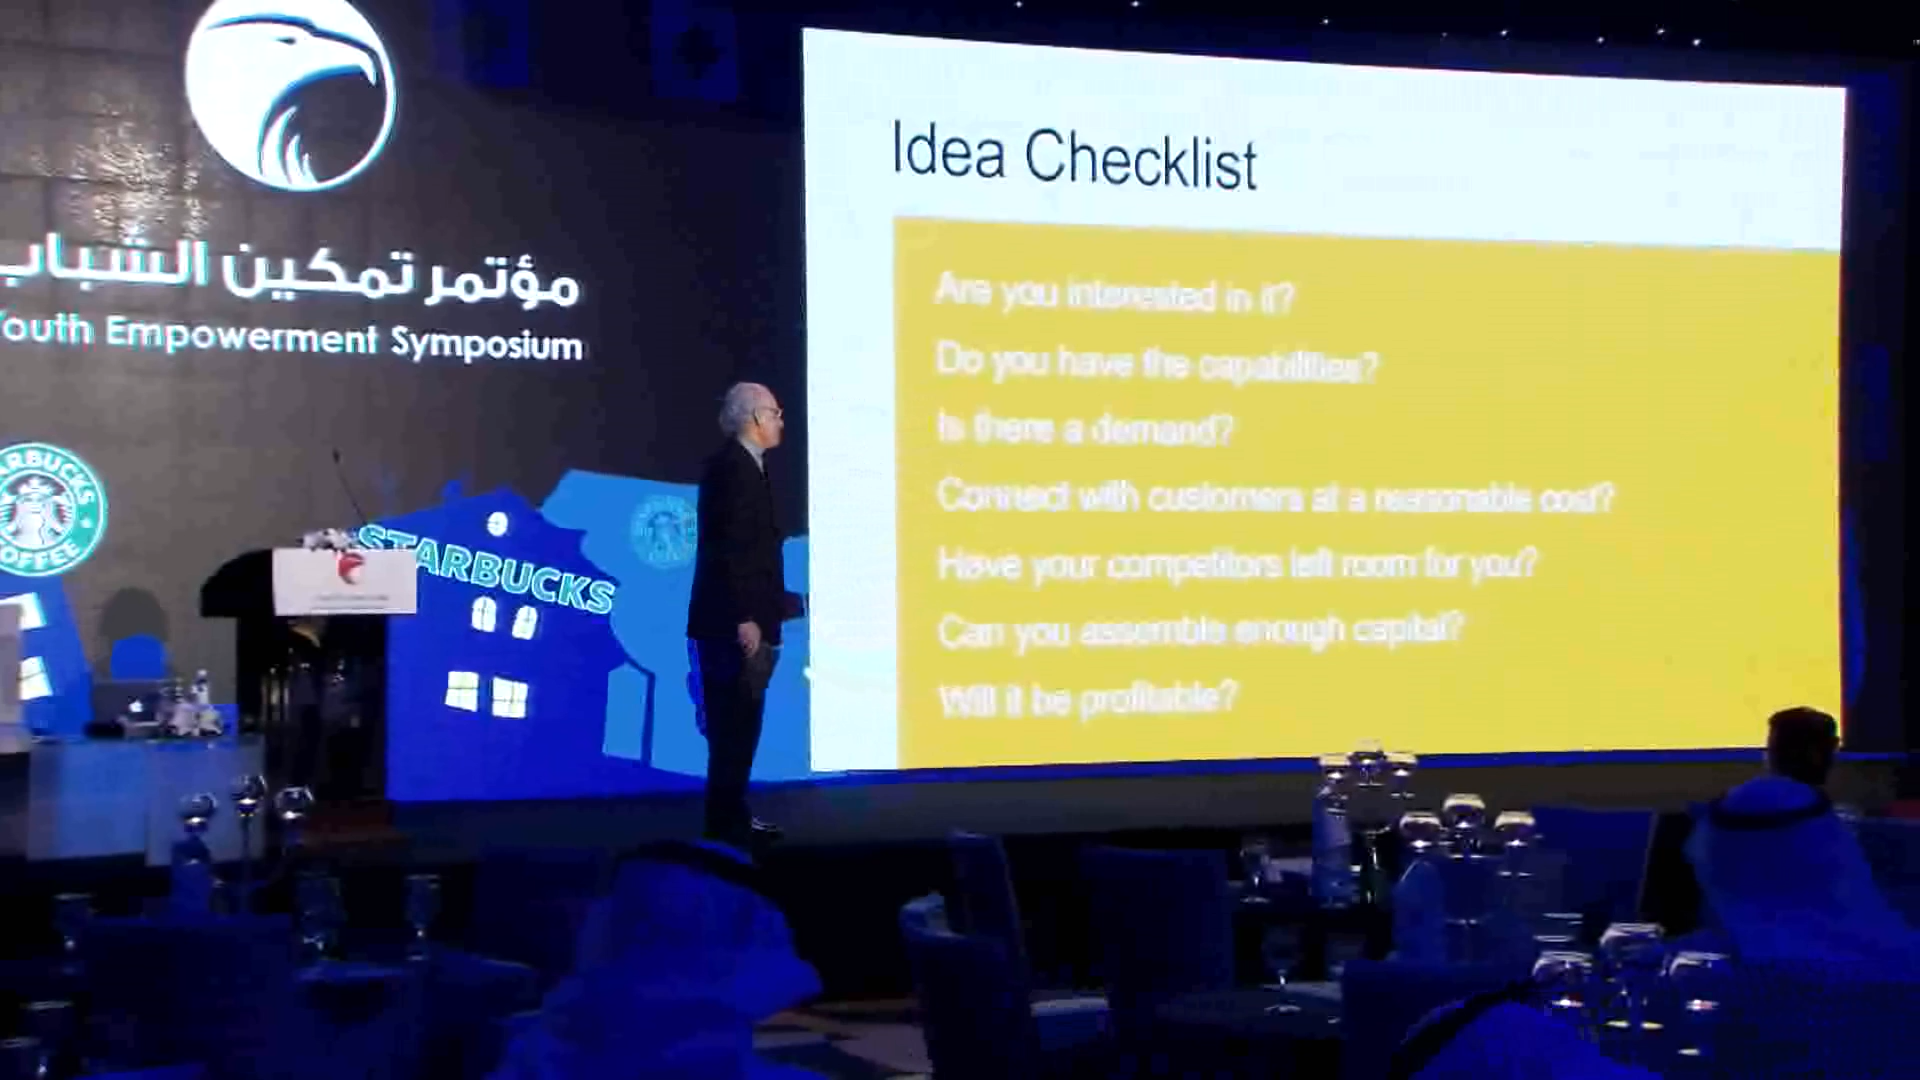 مؤتمر تمكين الشباب
Youth Empowerment Symposium
STARBUCKS
COFFEE
STARBUCKS
Idea Checklist
Are you interested in it?
Do you have the capabilities?
Is there a demand?
Connect with customers at a reasonable cost?
Have your competitors left room for you?
Can you assemble enough capital?
Will it be profitable?